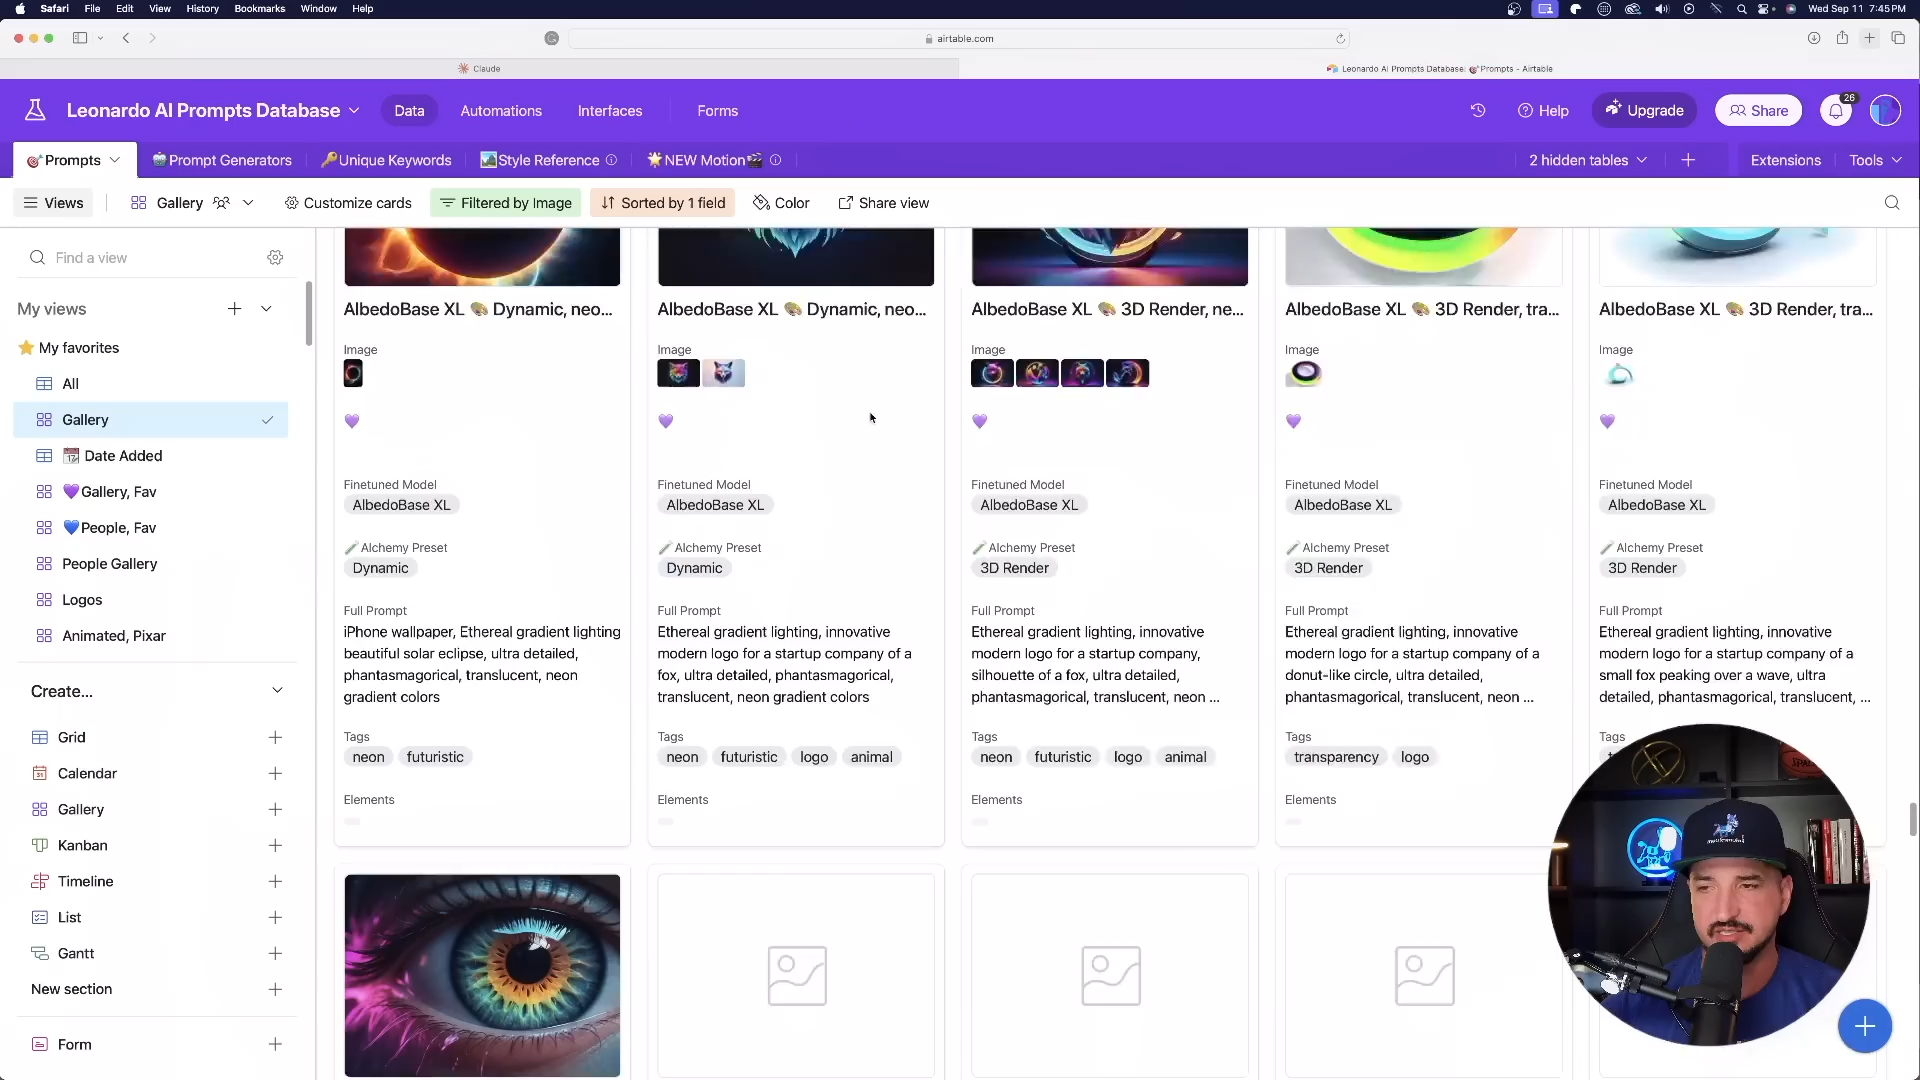 Safari File Edit View History Bookmarks Window Help
Wed Sep 11 7:45 PM
airtable.com
Claude
Leonardo AI Prompts Database: 🎯Prompts - Airtable
Leonardo AI Prompts Database
Data
Automations
Interfaces
Forms
Help
Upgrade
Share
26
🎯Prompts
🤖Prompt Generators
🔑Unique Keywords
🖼️Style Reference
🌟NEW Motion🎬
2 hidden tables
Extensions
Tools
Views
Gallery
Customize cards
Filtered by Image
Sorted by 1 field
Color
Share view
Find a view
My views
⭐ My favorites
All
Gallery
📆 Date Added
💜Gallery, Fav
💙People, Fav
People Gallery
Logos
Animated, Pixar
Create...
Grid
Calendar
Gallery
Kanban
Timeline
List
Gantt
New section
Form
AlbedoBase XL 🎨 Dynamic, neo...
Image
💜
Finetuned Model
AlbedoBase XL
🧪Alchemy Preset
Dynamic
Full Prompt
iPhone wallpaper, Ethereal gradient lighting
beautiful solar eclipse, ultra detailed,
phantasmagorical, translucent, neon
gradient colors
Tags
neon futuristic
Elements
AlbedoBase XL 🎨 Dynamic, neo...
Image
💜
Finetuned Model
AlbedoBase XL
🧪Alchemy Preset
Dynamic
Full Prompt
Ethereal gradient lighting, innovative
modern logo for a startup company of a
fox, ultra detailed, phantasmagorical,
translucent, neon gradient colors
Tags
neon futuristic logo animal
Elements
AlbedoBase XL 🎨 3D Render, ne...
Image
💜
Finetuned Model
AlbedoBase XL
🧪Alchemy Preset
3D Render
Full Prompt
Ethereal gradient lighting, innovative
modern logo for a startup company,
silhouette of a fox, ultra detailed,
phantasmagorical, translucent, neon ...
Tags
neon futuristic logo animal
Elements
AlbedoBase XL 🎨 3D Render, tra...
Image
💜
Finetuned Model
AlbedoBase XL
🧪Alchemy Preset
3D Render
Full Prompt
Ethereal gradient lighting, innovative
modern logo for a startup company of a
donut-like circle, ultra detailed,
phantasmagorical, translucent, neon ...
Tags
transparency logo
Elements
AlbedoBase XL 🎨 3D Render, tra...
Image
💜
Finetuned Model
AlbedoBase XL
🧪Alchemy Preset
3D Render
Full Prompt
Ethereal gradient lighting, innovative
modern logo for a startup company of a
small fox peaking over a wave, ultra
detailed, phantasmagorical, translucent, ...
Tags